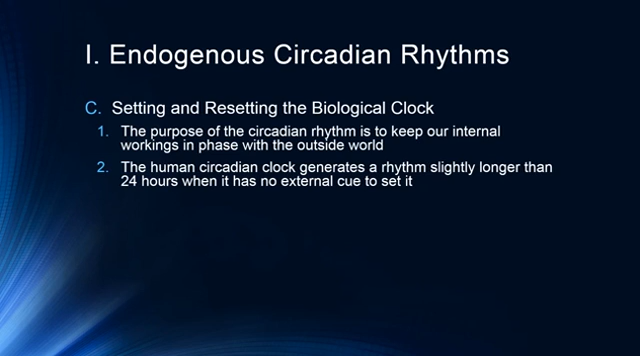 I. Endogenous Circadian Rhythms
C. Setting and Resetting the Biological Clock
1. The purpose of the circadian rhythm is to keep our internal
workings in phase with the outside world
2. The human circadian clock generates a rhythm slightly longer than
24 hours when it has no external cue to set it